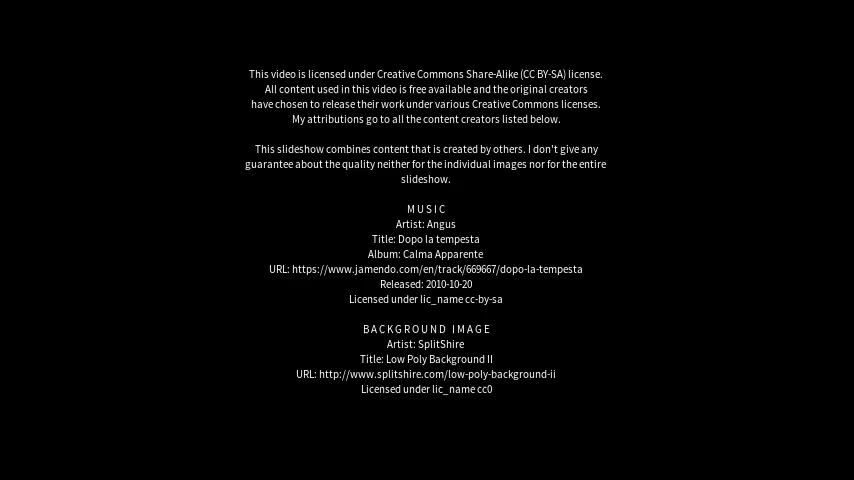 This video is licensed under Creative Commons Share-Alike (CC BY-SA) license.
All content used in this video is free available and the original creators
have chosen to release their work under various Creative Commons licenses.
My attributions go to all the content creators listed below.
This slideshow combines content that is created by others. I don't give any
guarantee about the quality neither for the individual images nor for the entire
slideshow.
MUSIC
Artist: Angus
Title: Dopo la tempesta
Album: Calma Apparente
URL: https://www.jamendo.com/en/track/669667/dopo-la-tempesta
Released: 2010-10-20
Licensed under lic_name cc-by-sa
BACKGROUND IMAGE
Artist: SplitShire
Title: Low Poly Background II
URL: http://www.splitshire.com/low-poly-background-ii
Licensed under lic_name cc0